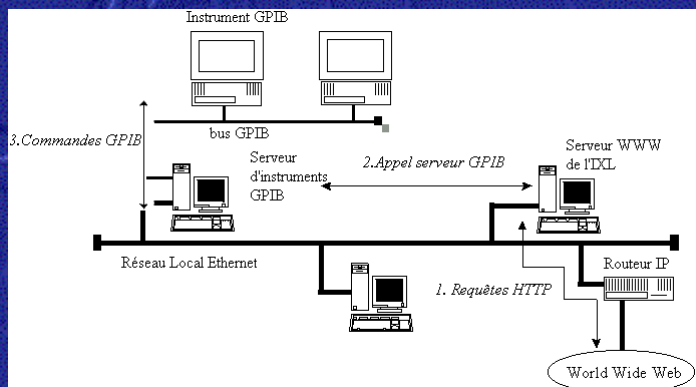 Instrument GPIB
bus GPIB
3.Commandes GPIB
Serveur
d'instruments
GPIB
2.Appel serveur GPIB
Serveur WWW
de l'IXL
Réseau Local Ethernet
1. Requêtes HTTP
Routeur IP
World Wide Web